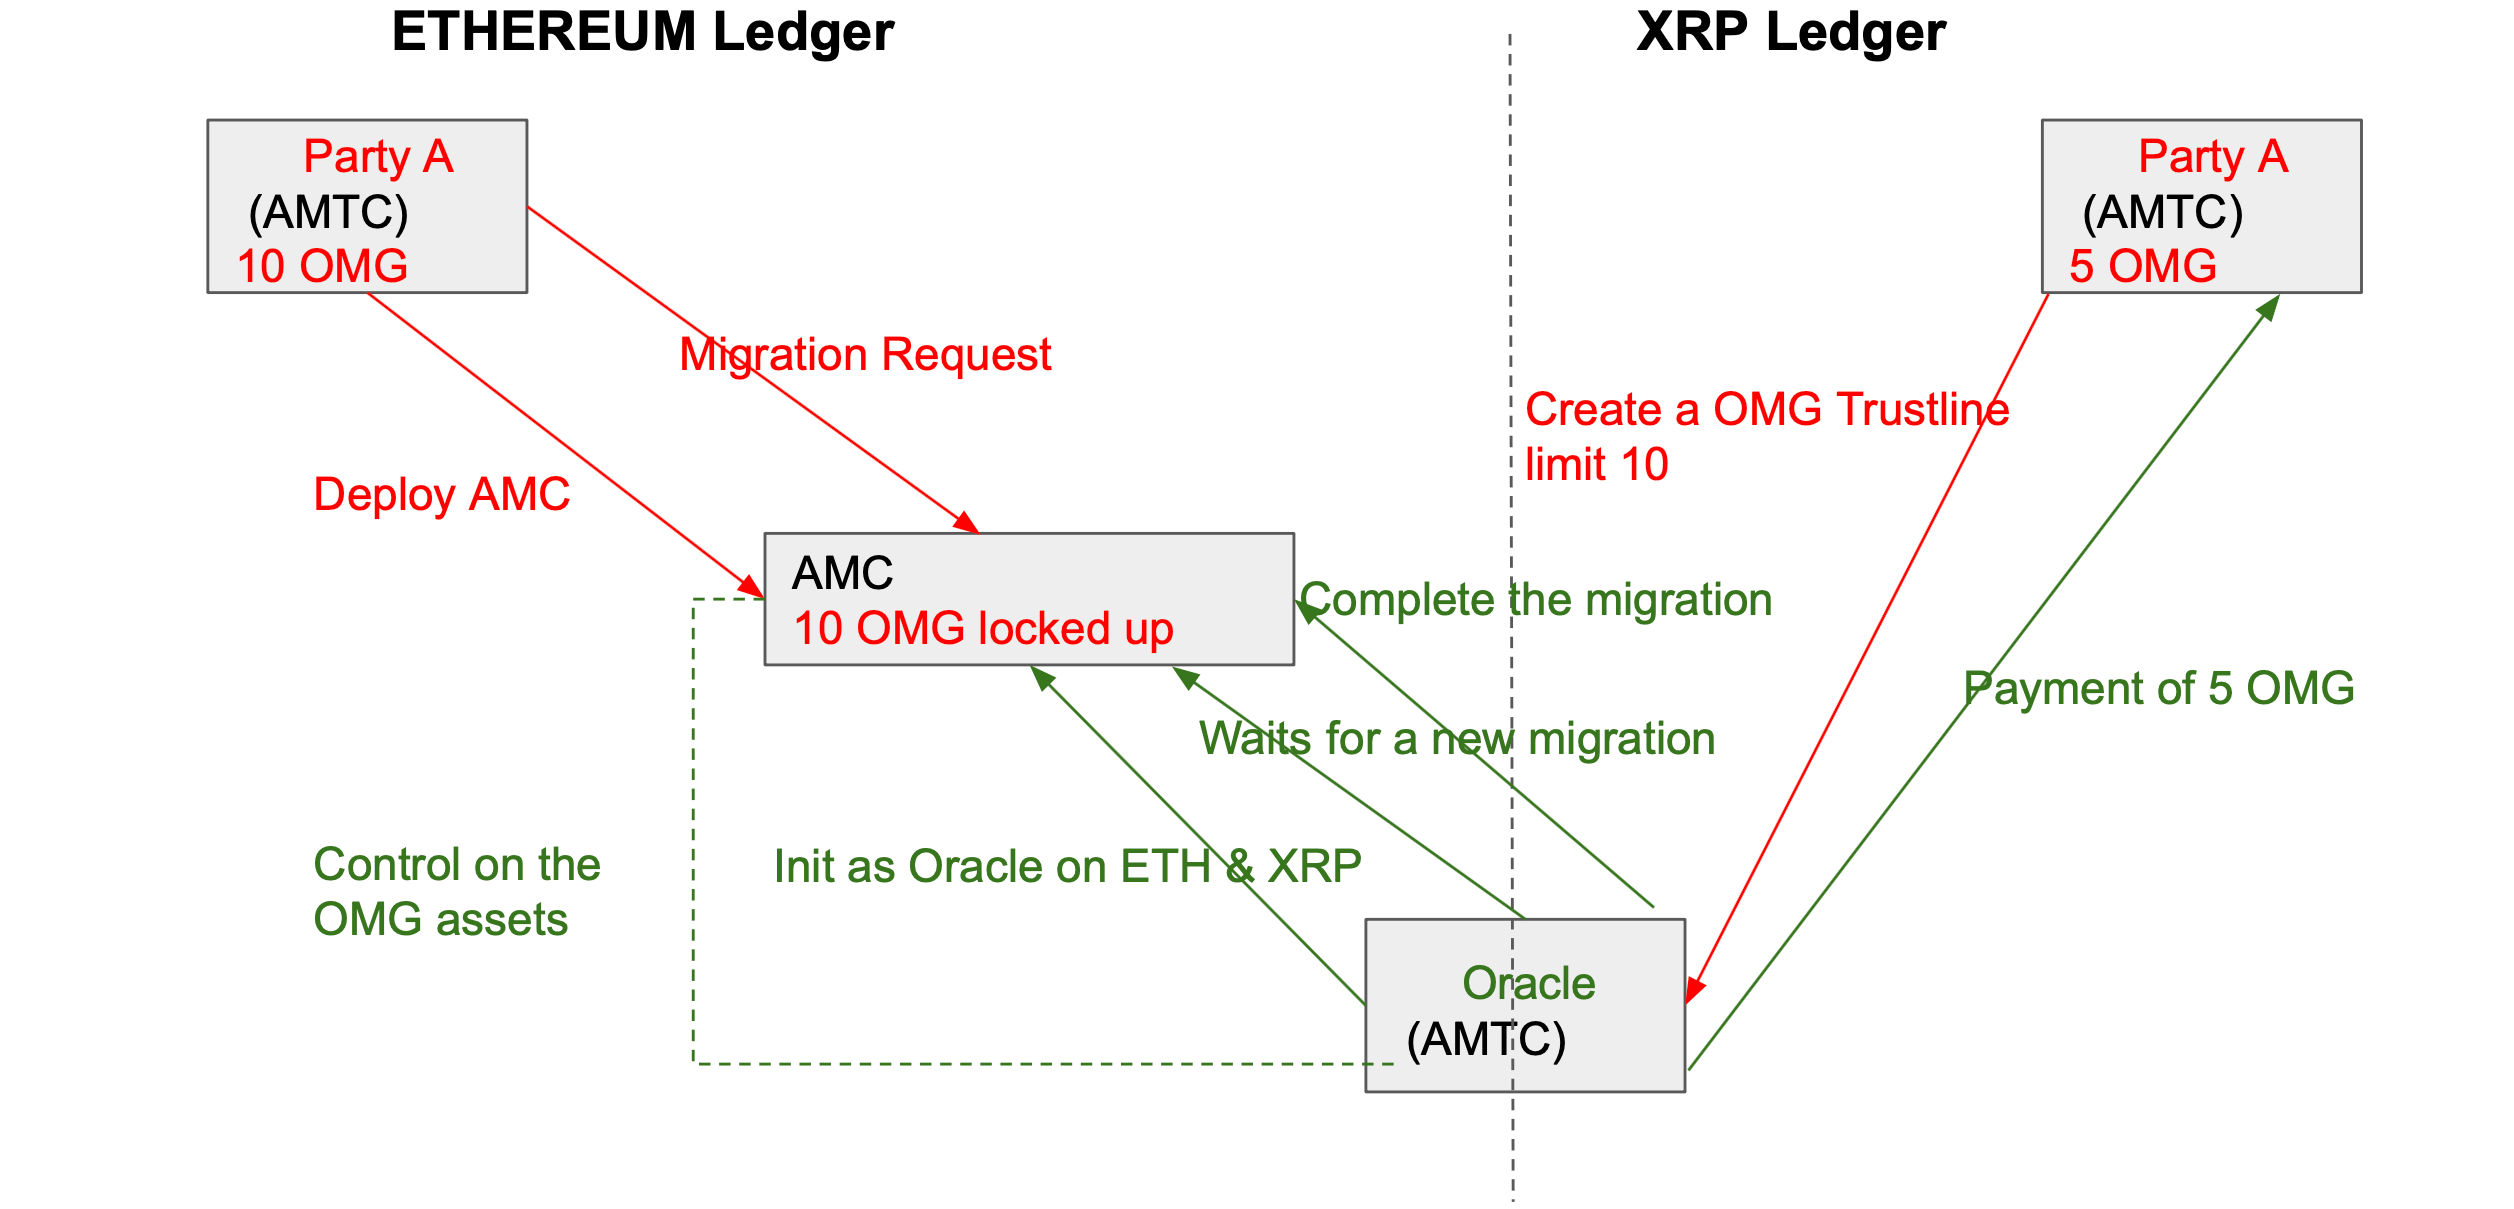 ETHEREUM Ledger
XRP Ledger
Party A
(AMTC)
10 OMG
Party A
(AMTC)
5 OMG
Migration Request
Create a OMG Trustline
limit 10
Deploy AMC
AMC
10 OMG locked up
Complete the migration
Payment of 5 OMG
Waits for a new migration
Control on the
OMG assets
Init as Oracle on ETH & XRP
Oracle
(AMTC)